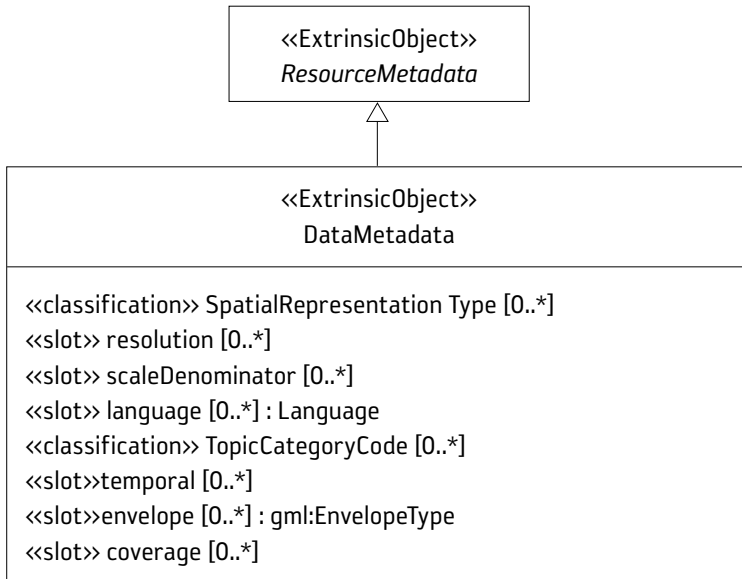 ‹‹ExtrinsicObject››
ResourceMetadata
‹‹ExtrinsicObject››
DataMetadata
‹‹classification›› SpatialRepresentation Type [0..*]
‹‹slot›› resolution [0..*]
‹‹slot›› scaleDenominator [0..*]
‹‹slot›› language [0..*] : Language
‹‹classification›› TopicCategoryCode [0..*]
‹‹slot››temporal [0..*]
‹‹slot››envelope [0..*] : gml:EnvelopeType
‹‹slot›› coverage [0..*]